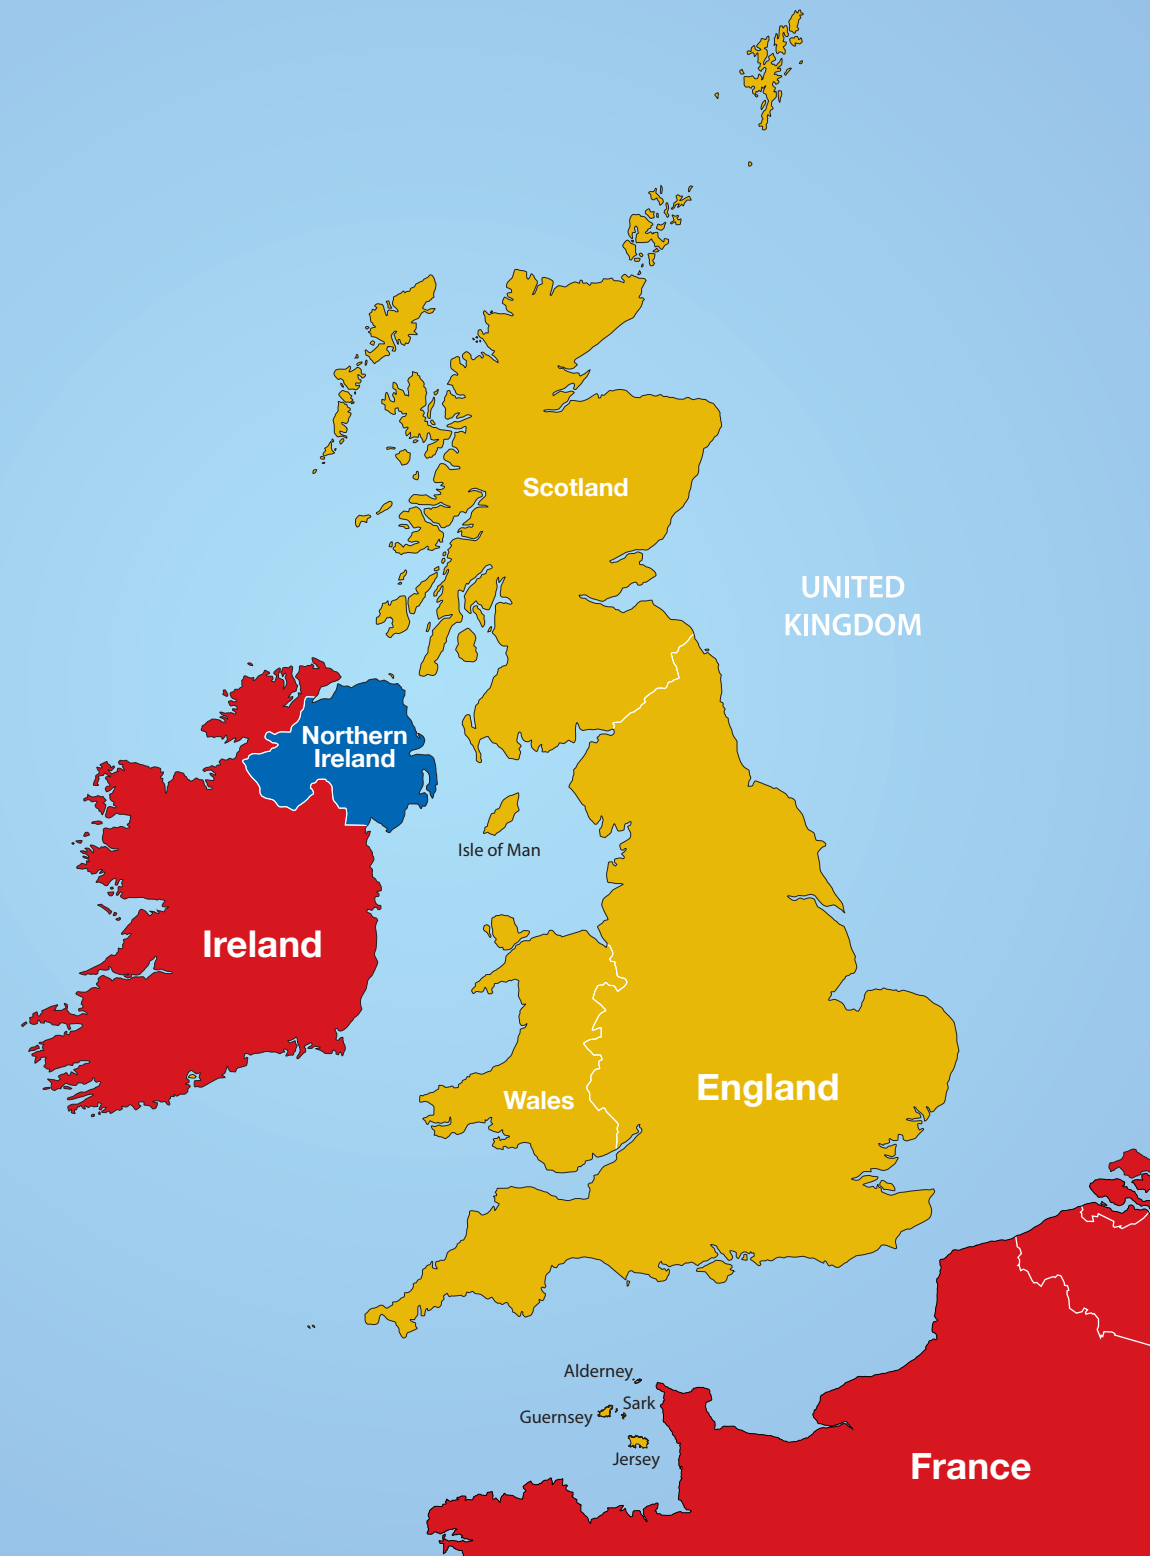 Scotland
UNITED
KINGDOM
Northern
Ireland
Isle of Man
Ireland
Wales
England
Alderney
Sark
Guernsey
Jersey
France